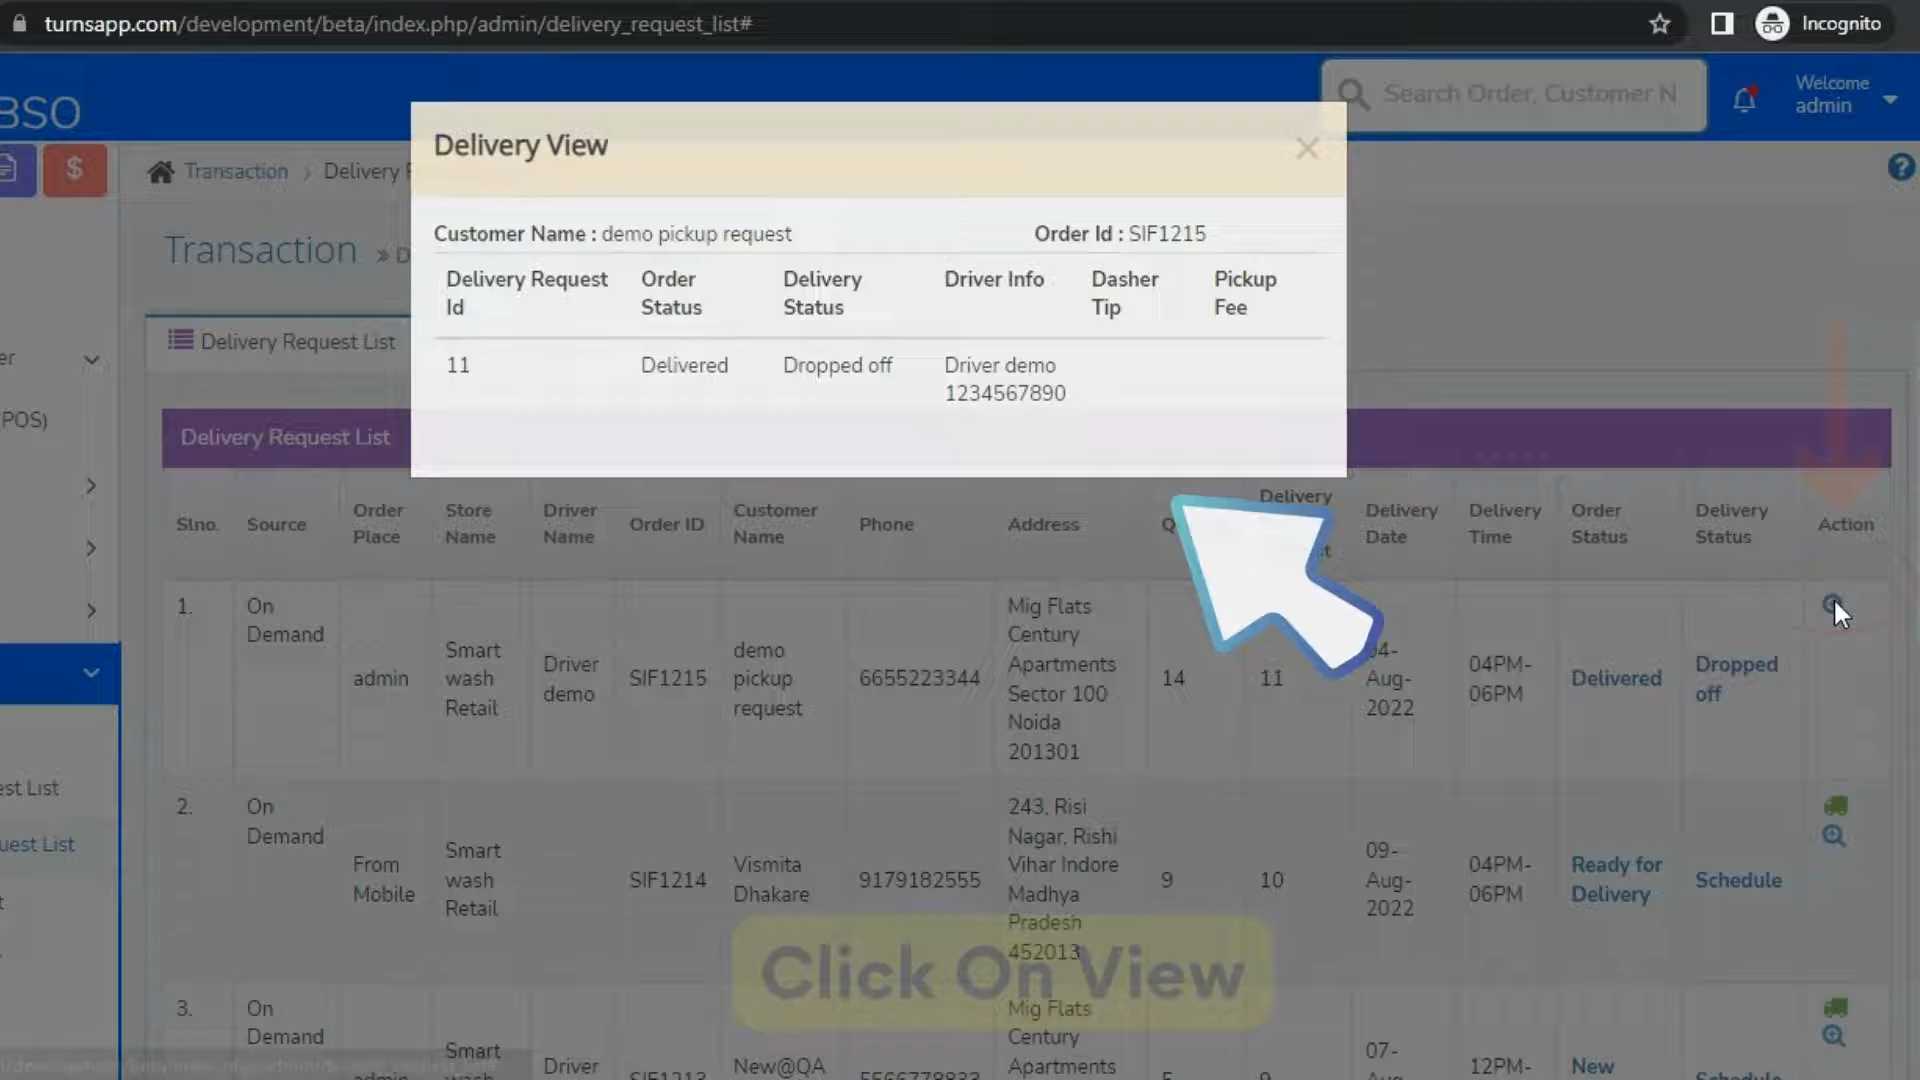 turnsapp.com/development/beta/index.php/admin/delivery_request_list#
Incognito
BSO
Search Order, Customer N
Welcome
admin
$
Transaction
Delivery
?
Delivery View
×
Customer Name : demo pickup request
Order Id : SIF1215
Delivery Request Id Order Status Delivery Status Driver Info Dasher Tip Pickup Fee
11 Delivered Dropped off Driver demo
1234567890
Transaction »
Delivery Request List
er
POS)
Delivery Request List
Slno. Source Order Place Store Name Driver Name Order ID Customer Name Phone Address Delivery Delivery Date Delivery Time Order Status Delivery Status Action
1. On Demand admin Smart wash Retail Driver demo SIF1215 demo pickup request 6655223344 Mig Flats Century Apartments Sector 100 Noida 201301 14 11 04-Aug-2022 04PM-06PM Delivered Dropped off
est List
uest List
2. On Demand From Mobile Smart wash Retail SIF1214 Vismita Dhakare 9179182555 243, Risi Nagar, Rishi Vihar Indore Madhya Pradesh 452013 9 10 09-Aug-2022 04PM-06PM Ready for Delivery Schedule
Click On View
3. On Demand Smart Driver New@QA Mig Flats Century Apartments 07- 12PM- New